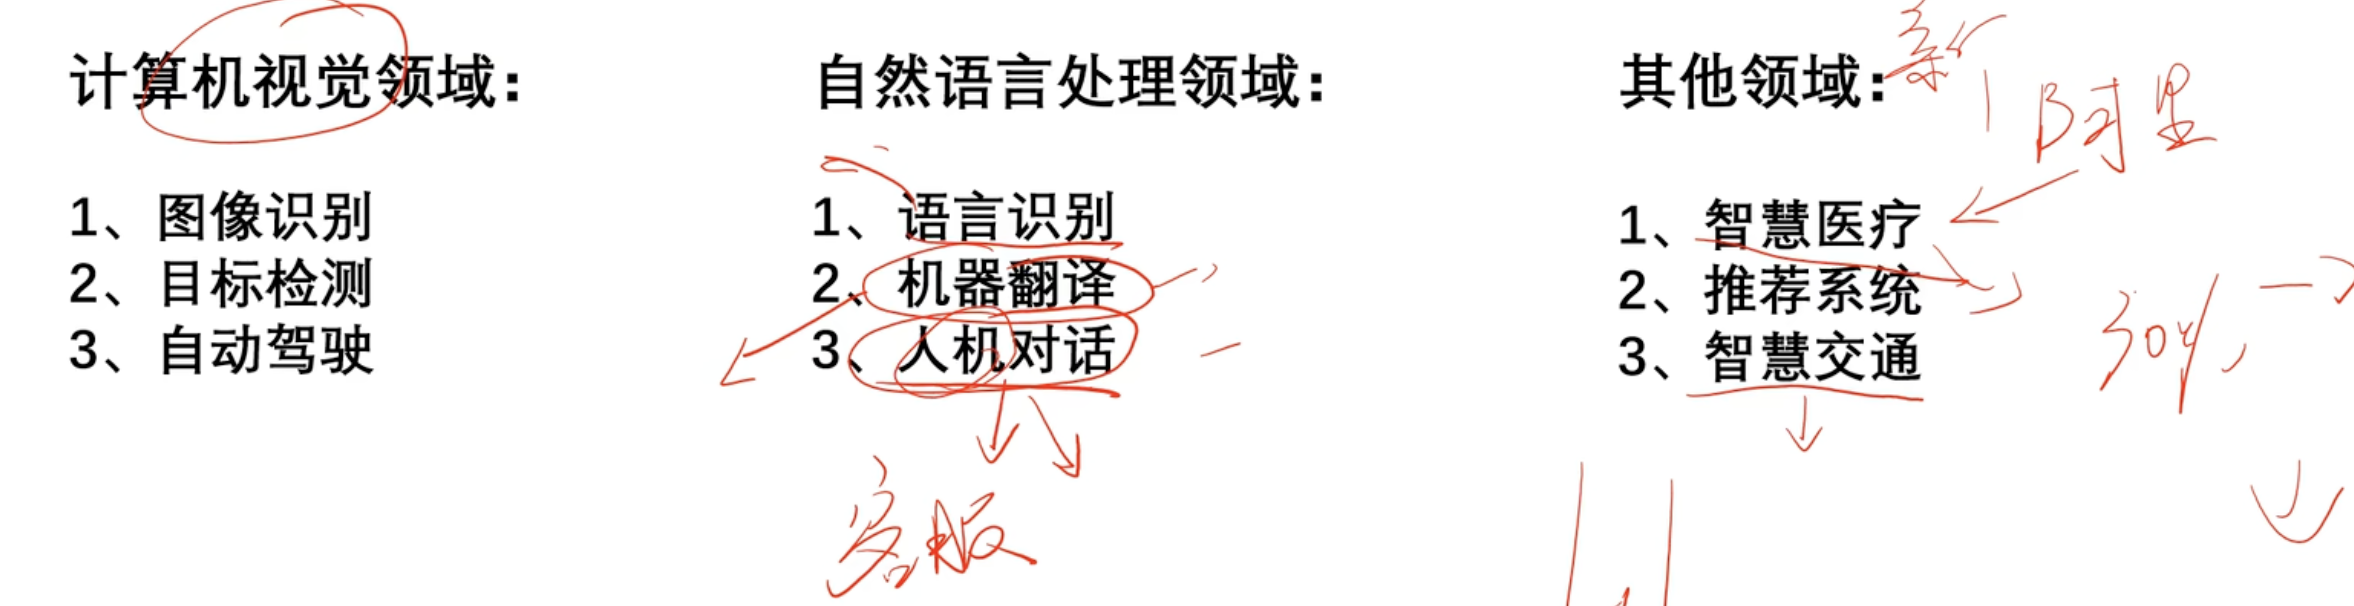 计算机视觉领域：
1、图像识别
2、目标检测
3、自动驾驶
自然语言处理领域：
1、语言识别
2、机器翻译
3、人机对话
客服
其他领域：
阿里
1、智慧医疗
2、推荐系统
3、智慧交通